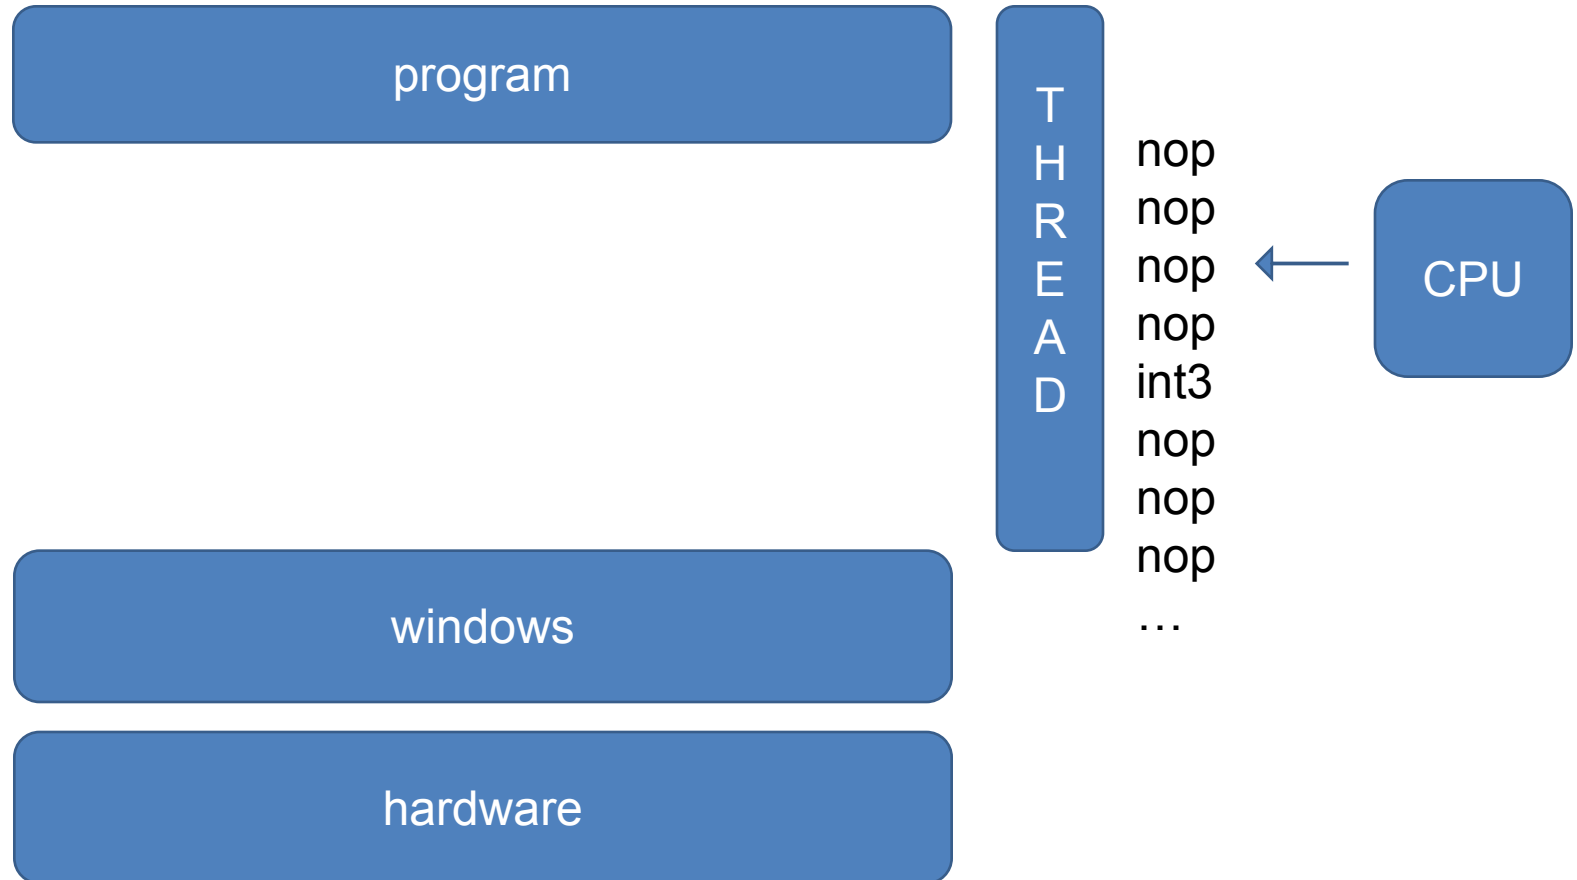 program
T
H
R
E
A
D
nop
nop
nop
nop
int3
nop
nop
nop
…
CPU
windows
hardware